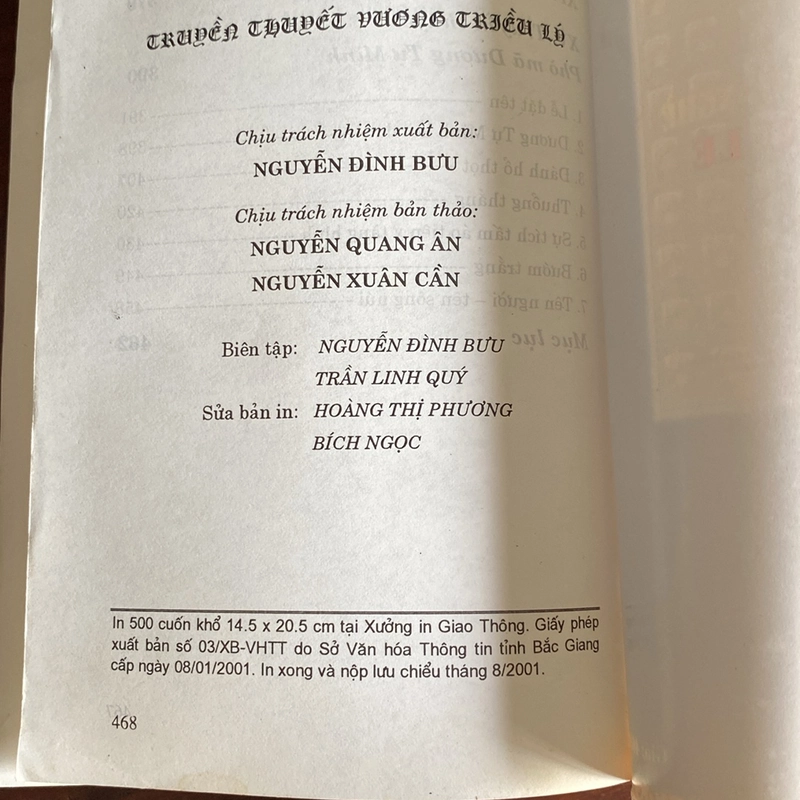 TRUYỀN THUYẾT VƯƠNG TRIỀU LÝ
Chịu trách nhiệm xuất bản:
NGUYỄN ĐÌNH BƯU
Chịu trách nhiệm bản thảo:
NGUYỄN QUANG ÂN
NGUYỄN XUÂN CẦN
Biên tập: NGUYỄN ĐÌNH BƯU
TRẦN LINH QUÝ
Sửa bản in: HOÀNG THỊ PHƯƠNG
BÍCH NGỌC
In 500 cuốn khổ 14.5 x 20.5 cm tại Xưởng in Giao Thông. Giấy phép
xuất bản số 03/XB-VHTT do Sở Văn hóa Thông tin tỉnh Bắc Giang
cấp ngày 08/01/2001. In xong và nộp lưu chiểu tháng 8/2001.
468